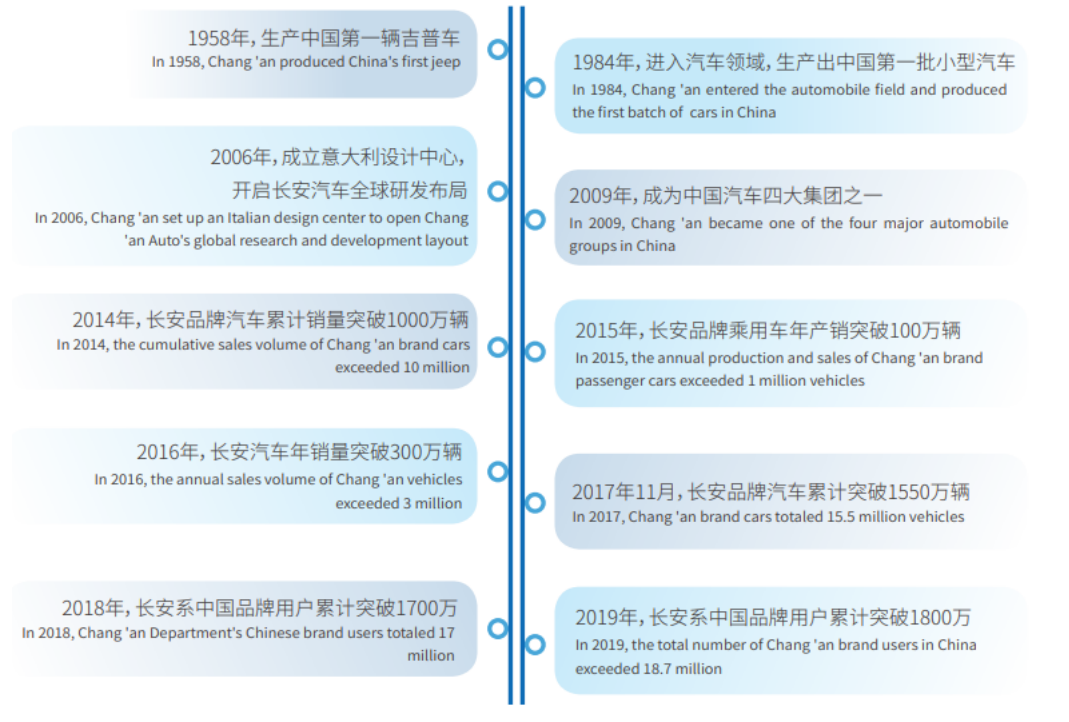 1958年，生产中国第一辆吉普车
In 1958, Chang 'an produced China's first jeep
1984年，进入汽车领域，生产出中国第一批小型汽车
In 1984, Chang 'an entered the automobile field and produced
the first batch of cars in China
2006年，成立意大利设计中心，
开启长安汽车全球研发布局
In 2006, Chang 'an set up an Italian design center to open Chang
'an Auto's global research and development layout
2009年，成为中国汽车四大集团之一
In 2009, Chang 'an became one of the four major automobile
groups in China
2014年，长安品牌汽车累计销量突破1000万辆
In 2014, the cumulative sales volume of Chang 'an brand cars
exceeded 10 million
2015年，长安品牌乘用车年产销突破100万辆
In 2015, the annual production and sales of Chang 'an brand
passenger cars exceeded 1 million vehicles
2016年，长安汽车年销量突破300万辆
In 2016, the annual sales volume of Chang 'an vehicles
exceeded 3 million
2017年11月，长安品牌汽车累计突破1550万辆
In 2017, Chang 'an brand cars totaled 15.5 million vehicles
2018年，长安系中国品牌用户累计突破1700万
In 2018, Chang 'an Department's Chinese brand users totaled 17
million
2019年，长安系中国品牌用户累计突破1800万
In 2019, the total number of Chang 'an brand users in China
exceeded 18.7 million